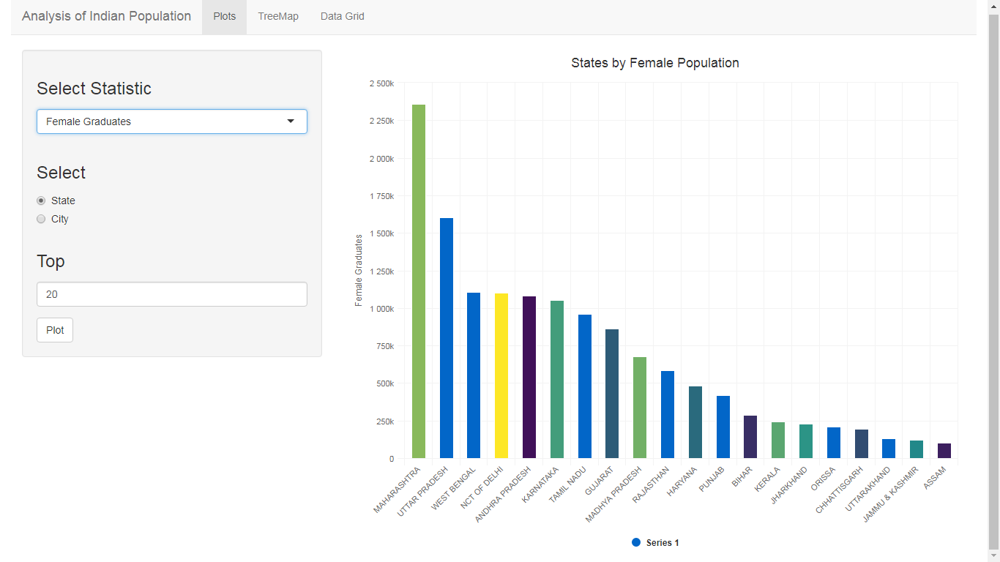 Analysis of Indian Population Plots TreeMap Data Grid
Select Statistic
Female Graduates
Select
State
City
Top
20
Plot
States by Female Population
Female Graduates
2 500k
2 250k
2 000k
1 750k
1 500k
1 250k
1 000k
750k
500k
250k
0
MAHARASHTRA
UTTAR PRADESH
WEST BENGAL
NCT OF DELHI
ANDHRA PRADESH
KARNATAKA
TAMIL NADU
GUJARAT
MADHYA PRADESH
RAJASTHAN
HARYANA
PUNJAB
BIHAR
KERALA
JHARKHAND
ORISSA
CHHATTISGARH
UTTARAKHAND
JAMMU & KASHMIR
ASSAM
Series 1